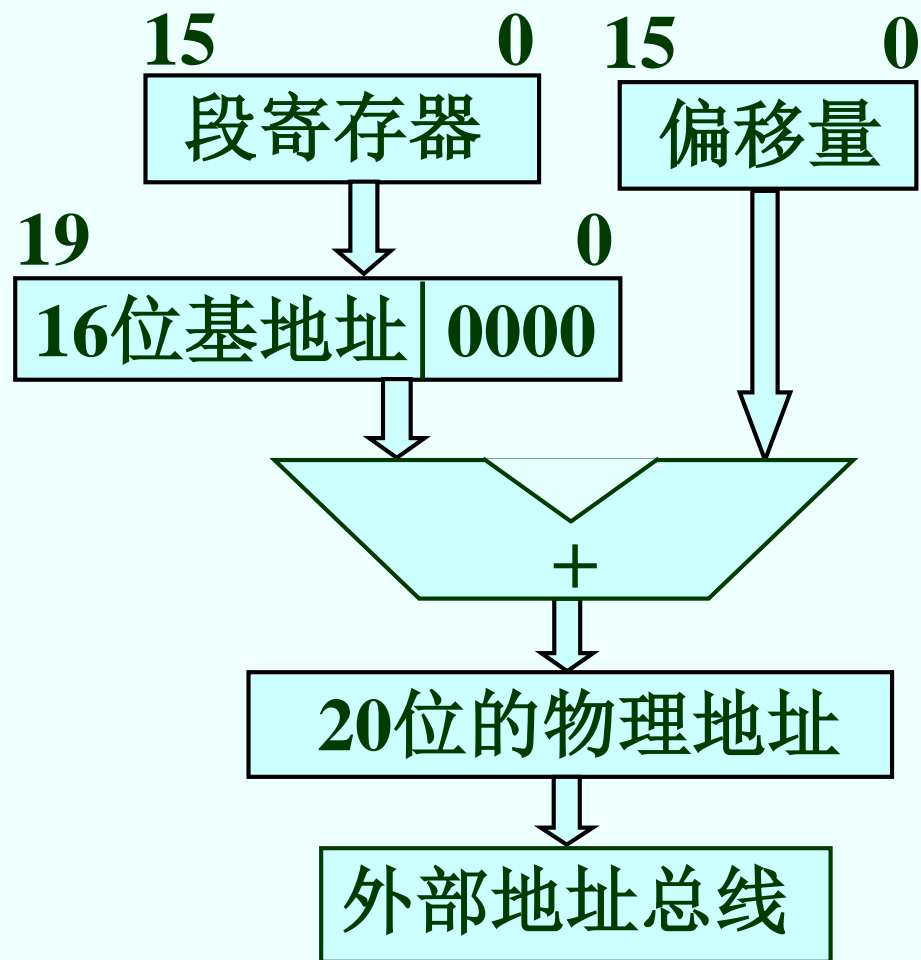 15 0 15 0
段寄存器 偏移量
19 0
16位基地址 0000
+
20位的物理地址
外部地址总线